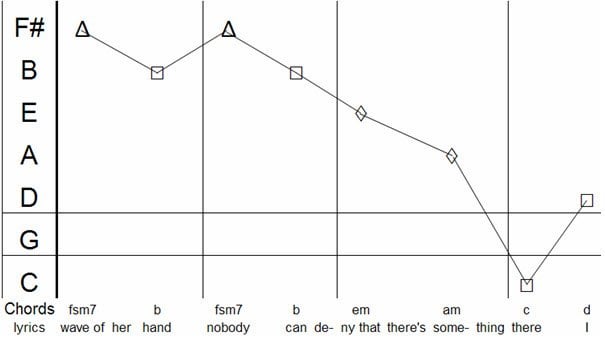 F#
B
E
A
D
G
C
Chords fsm7 b fsm7 b em am c d
lyrics wave of her hand nobody can de- ny that there's some- thing there I